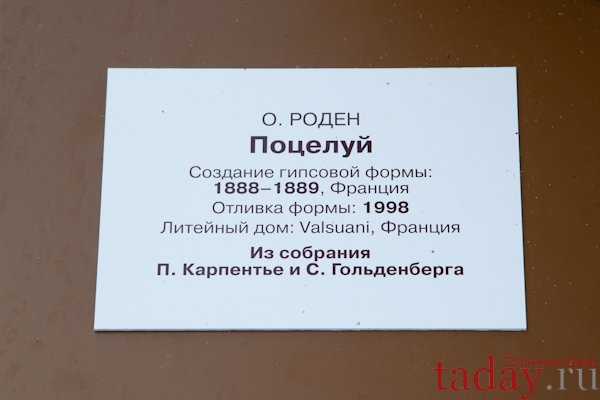 О. РОДЕН
Поцелуй
Создание гипсовой формы:
1888–1889, Франция
Отливка формы: 1998
Литейный дом: Valsuani, Франция
Из собрания
П. Карпентье и С. Гольденберга
taday.ru